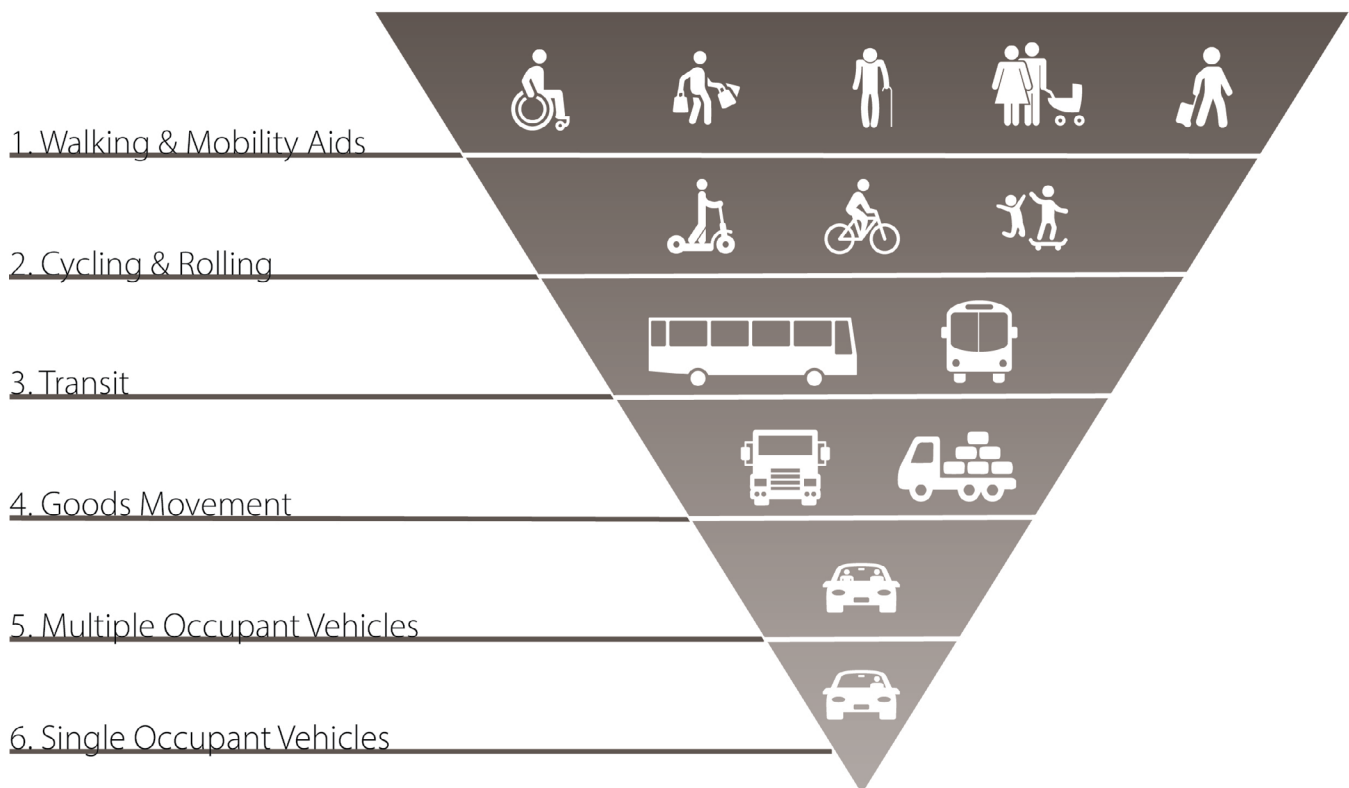 1. Walking & Mobility Aids
2. Cycling & Rolling
3. Transit
4. Goods Movement
5. Multiple Occupant Vehicles
6. Single Occupant Vehicles